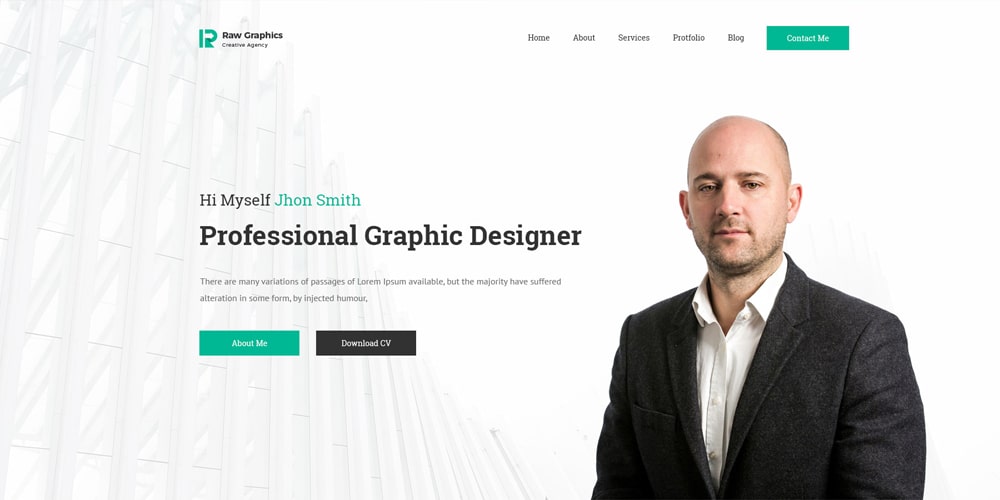 Raw Graphics
Creative Agency
Home About Services Protfolio Blog Contact Me
Hi Myself Jhon Smith
Professional Graphic Designer
There are many variations of passages of Lorem Ipsum available, but the majority have suffered
alteration in some form, by injected humour,
About Me Download CV